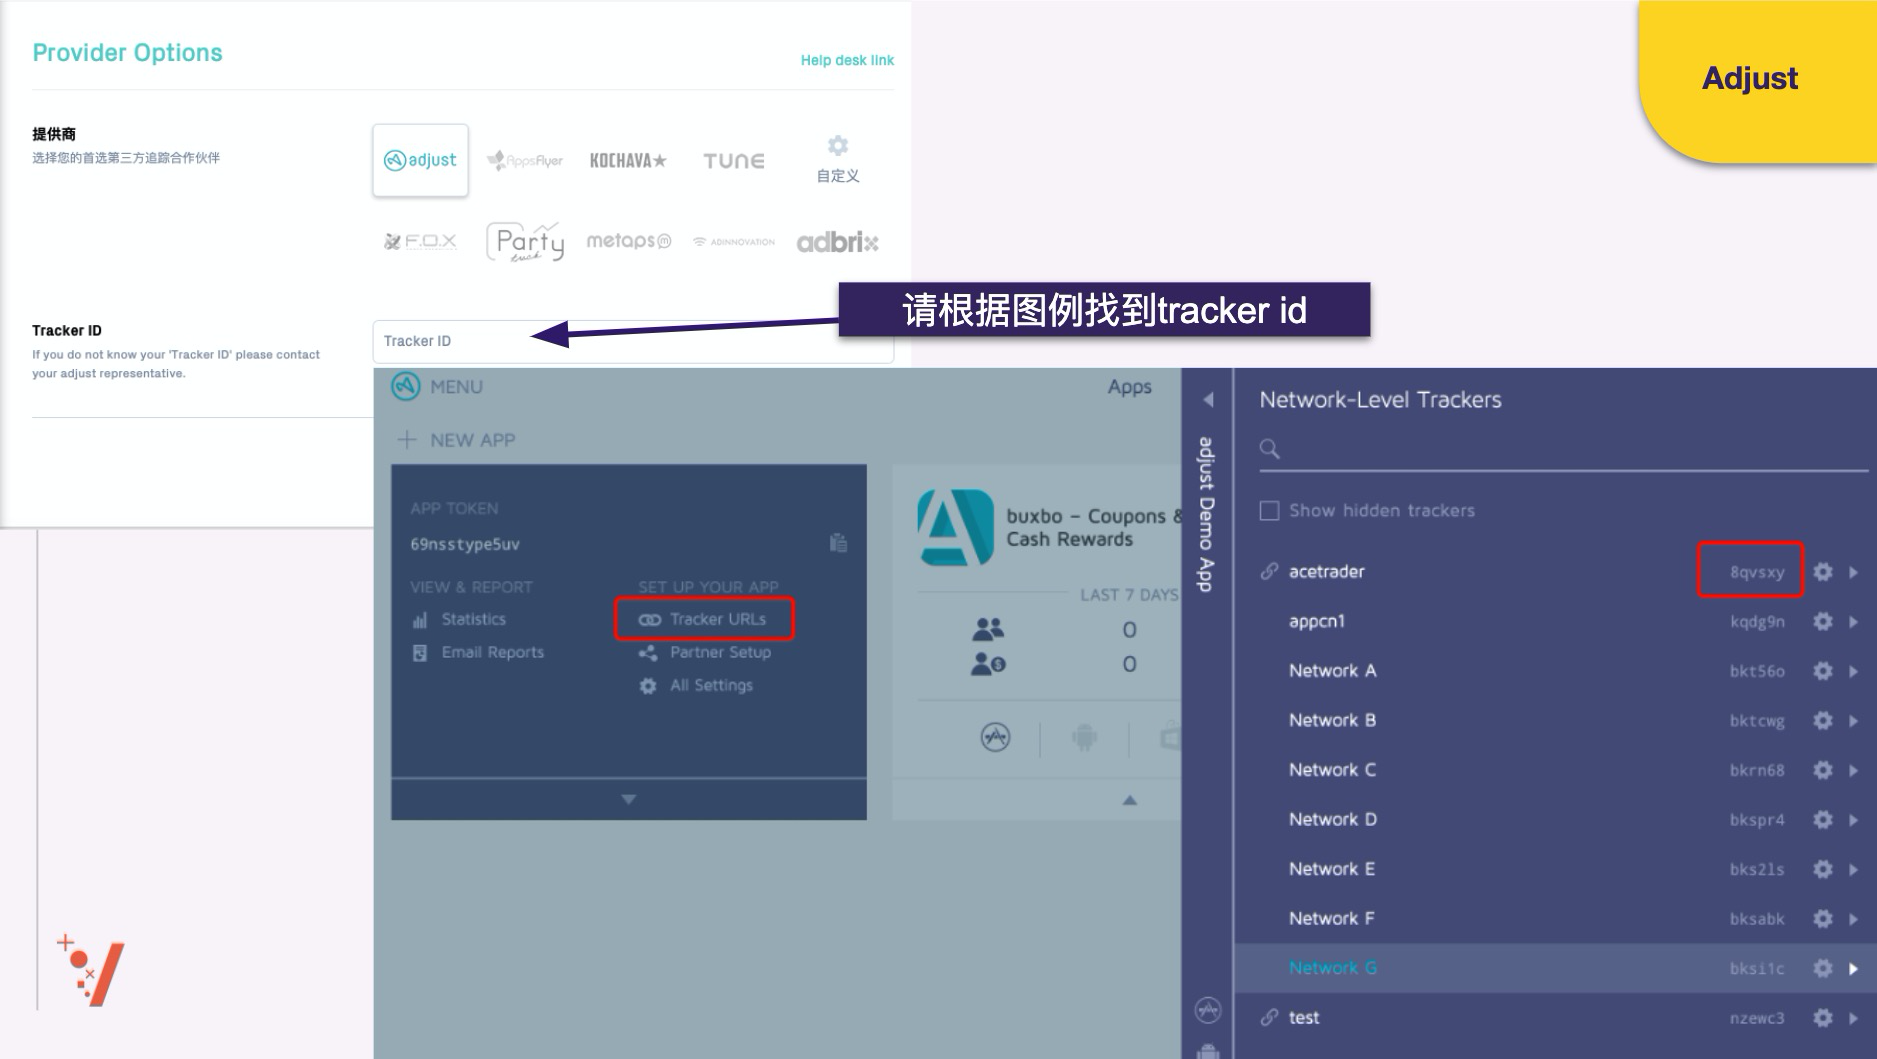 Provider Options
Help desk link
Adjust
提供商
选择您的首选第三方追踪合作伙伴
adjust
AppsFlyer
KOCHAVA
TUNE
自定义
F.O.X
Party
track
metaps
ADINNOVATION
adbrix
请根据图例找到tracker id
Tracker ID
If you do not know your 'Tracker ID' please contact
your adjust representative.
Tracker ID
MENU
Apps
NEW APP
APP TOKEN
69nsstype5uv
VIEW & REPORT
SET UP YOUR APP
Statistics
Tracker URLs
Email Reports
Partner Setup
All Settings
buxbo – Coupons &
Cash Rewards
LAST 7 DAYS
0
0
adjust Demo App
Network-Level Trackers
Show hidden trackers
acetrader 8qvsxy
appcn1 kqdg9n
Network A bkt56o
Network B bktcwg
Network C bkrn68
Network D bkspr4
Network E bks2ls
Network F bksabk
Network G bksi1c
test nzewc3